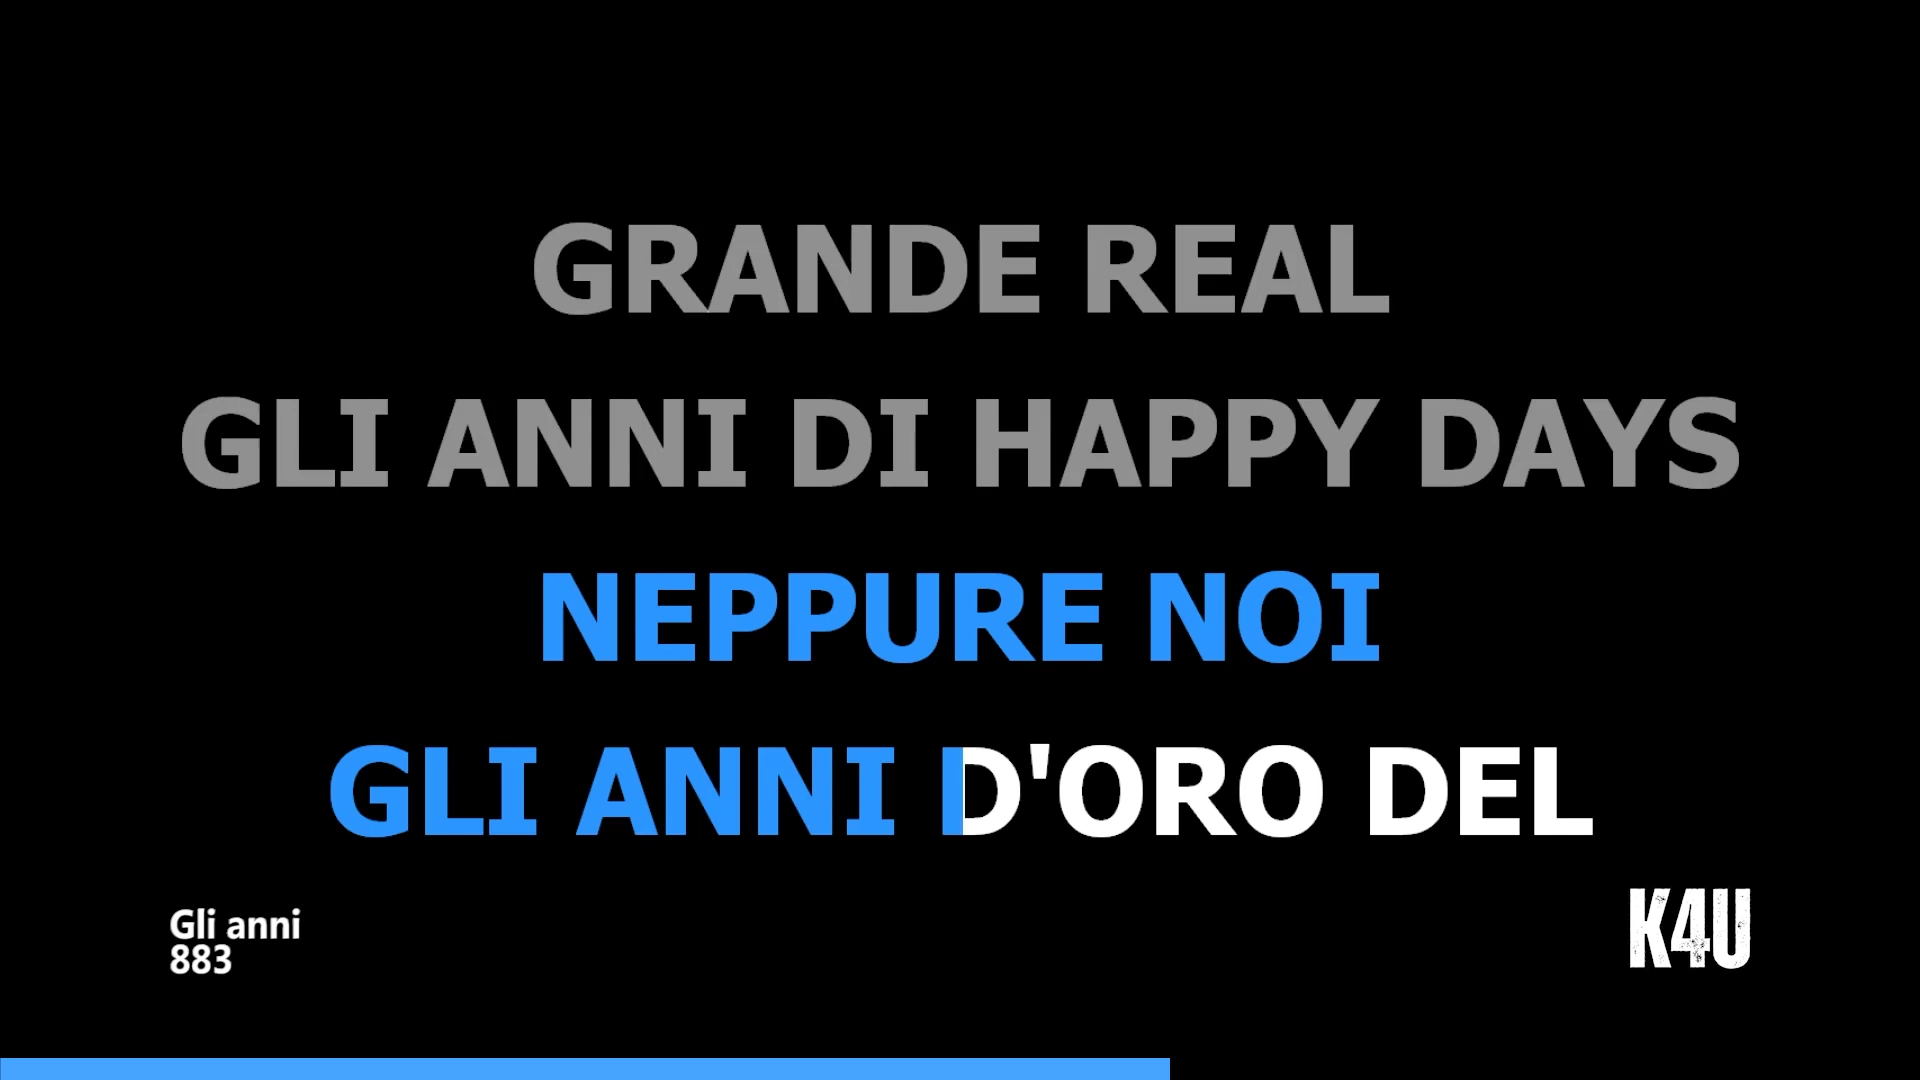 GRANDE REAL
GLI ANNI DI HAPPY DAYS
NEPPURE NOI
GLI ANNI D'ORO DEL
Gli anni
883
K4U